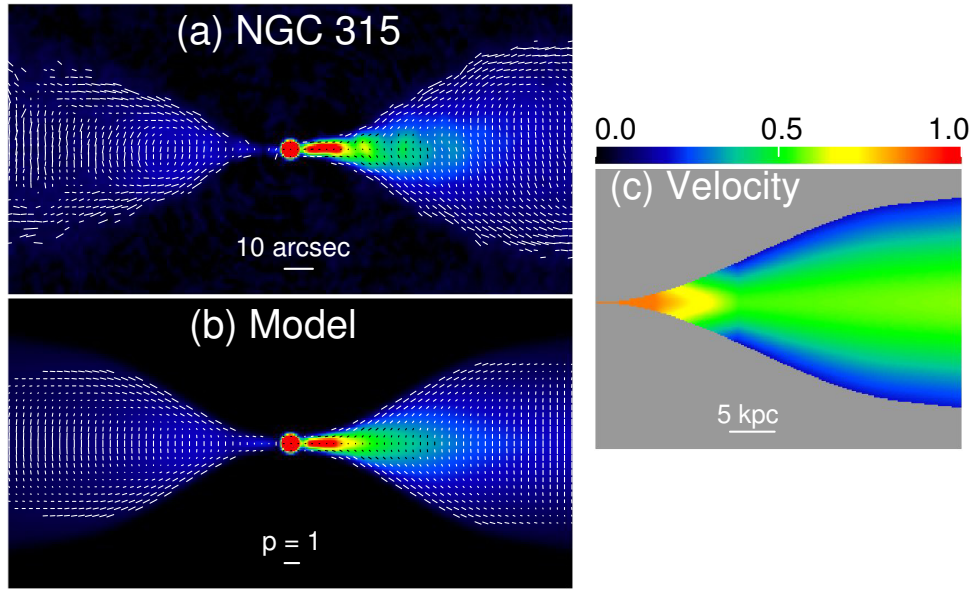 (a) NGC 315
10 arcsec
(b) Model
p = 1
0.0 0.5 1.0
(c) Velocity
5 kpc